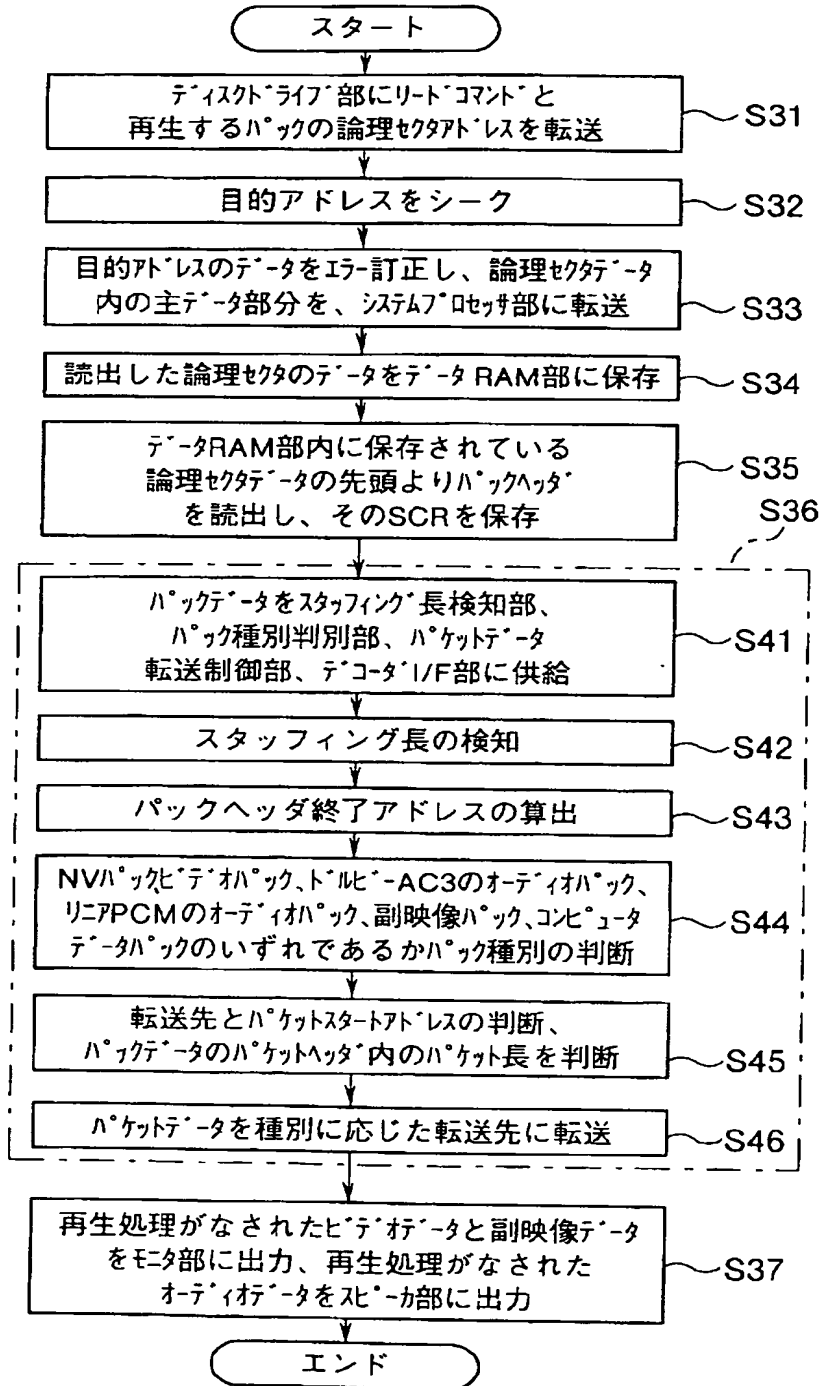 スタート
ディスクドライブ部にリードコマンドと
再生するパックの論理セクタアドレスを転送
S31
目的アドレスをシーク
S32
目的アドレスのデータをエラー訂正し、論理セクタデータ
内の主データ部分を、システムプロセッサ部に転送
S33
読出した論理セクタのデータをデータRAM部に保存
S34
データRAM部内に保存されている
論理セクタデータの先頭よりパックヘッダ
を読出し、そのSCRを保存
S35
S36
パックデータをスタッフィング長検知部、
パック種別判別部、パケットデータ
転送制御部、デコーダI/F部に供給
S41
スタッフィング長の検知
S42
パックヘッダ終了アドレスの算出
S43
NVパック、ビデオパック、ドルビーAC3のオーディオパック、
リニアPCMのオーディオパック、副映像パック、コンピュータ
データパックのいずれであるかパック種別の判断
S44
転送先とパケットスタートアドレスの判断、
パックデータのパケットヘッダ内のパケット長を判断
S45
パケットデータを種別に応じた転送先に転送
S46
再生処理がなされたビデオデータと副映像データ
をモニタ部に出力、再生処理がなされた
オーディオデータをスピーカ部に出力
S37
エンド